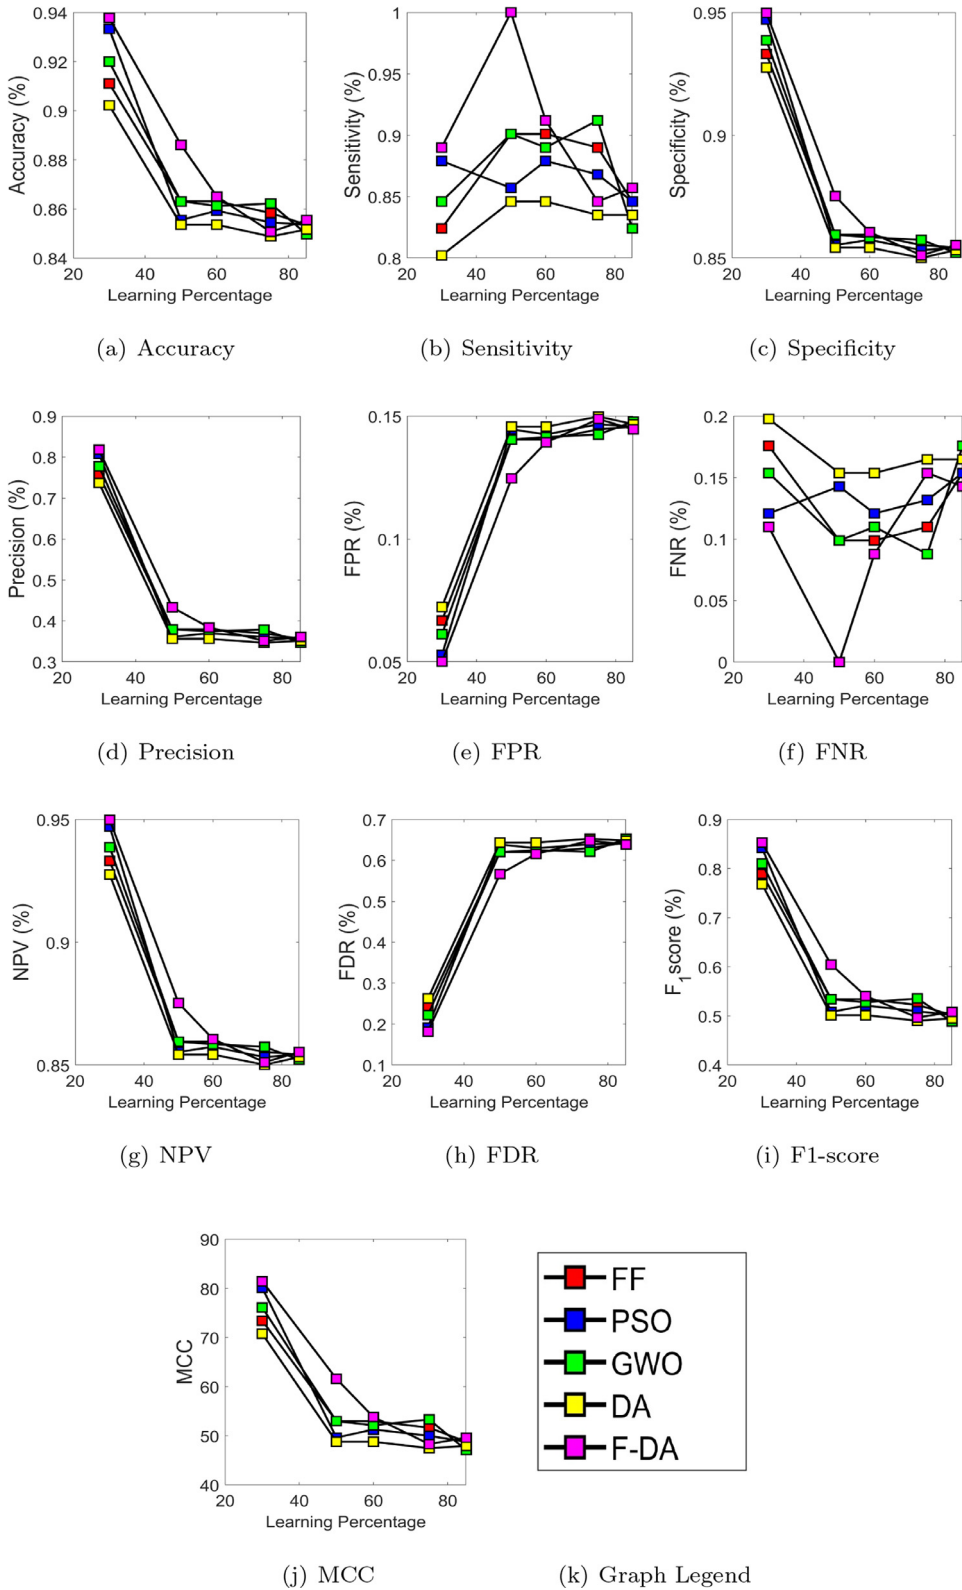 0.94
0.92
0.9
0.88
0.86
0.84
Accuracy (%)
20 40 60 80
Learning Percentage
(a) Accuracy
1
0.95
0.9
0.85
0.8
Sensitivity (%)
20 40 60 80
Learning Percentage
(b) Sensitivity
0.95
0.9
0.85
Specificity (%)
20 40 60 80
Learning Percentage
(c) Specificity
0.9
0.8
0.7
0.6
0.5
0.4
0.3
Precision (%)
20 40 60 80
Learning Percentage
(d) Precision
0.15
0.1
0.05
FPR (%)
20 40 60 80
Learning Percentage
(e) FPR
0.2
0.15
0.1
0.05
0
FNR (%)
20 40 60 80
Learning Percentage
(f) FNR
0.95
0.9
0.85
NPV (%)
20 40 60 80
Learning Percentage
(g) NPV
0.7
0.6
0.5
0.4
0.3
0.2
0.1
FDR (%)
20 40 60 80
Learning Percentage
(h) FDR
0.9
0.8
0.7
0.6
0.5
0.4
F1score (%)
20 40 60 80
Learning Percentage
(i) F1-score
90
80
70
60
50
40
MCC
20 40 60 80
Learning Percentage
(j) MCC
FF
PSO
GWO
DA
F-DA
(k) Graph Legend